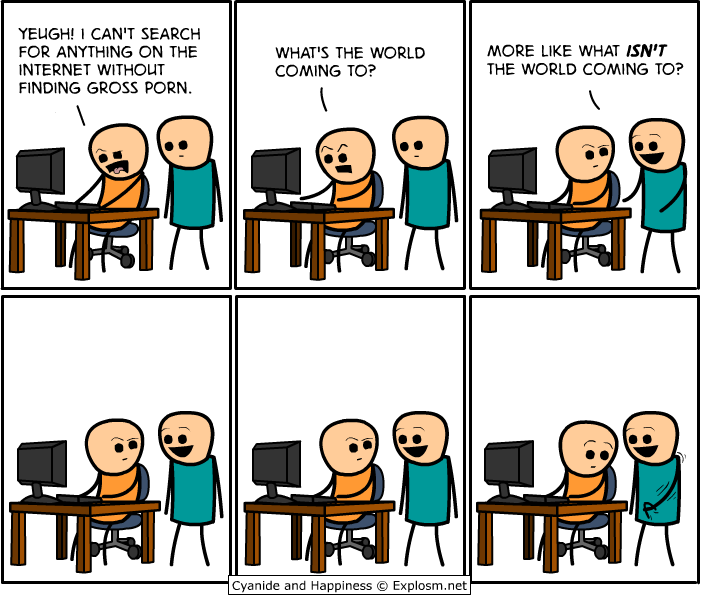 YEUGH! I CAN'T SEARCH
FOR ANYTHING ON THE
INTERNET WITHOUT
FINDING GROSS PORN.
WHAT'S THE WORLD
COMING TO?
MORE LIKE WHAT ISN'T
THE WORLD COMING TO?
Cyanide and Happiness © Explosm.net